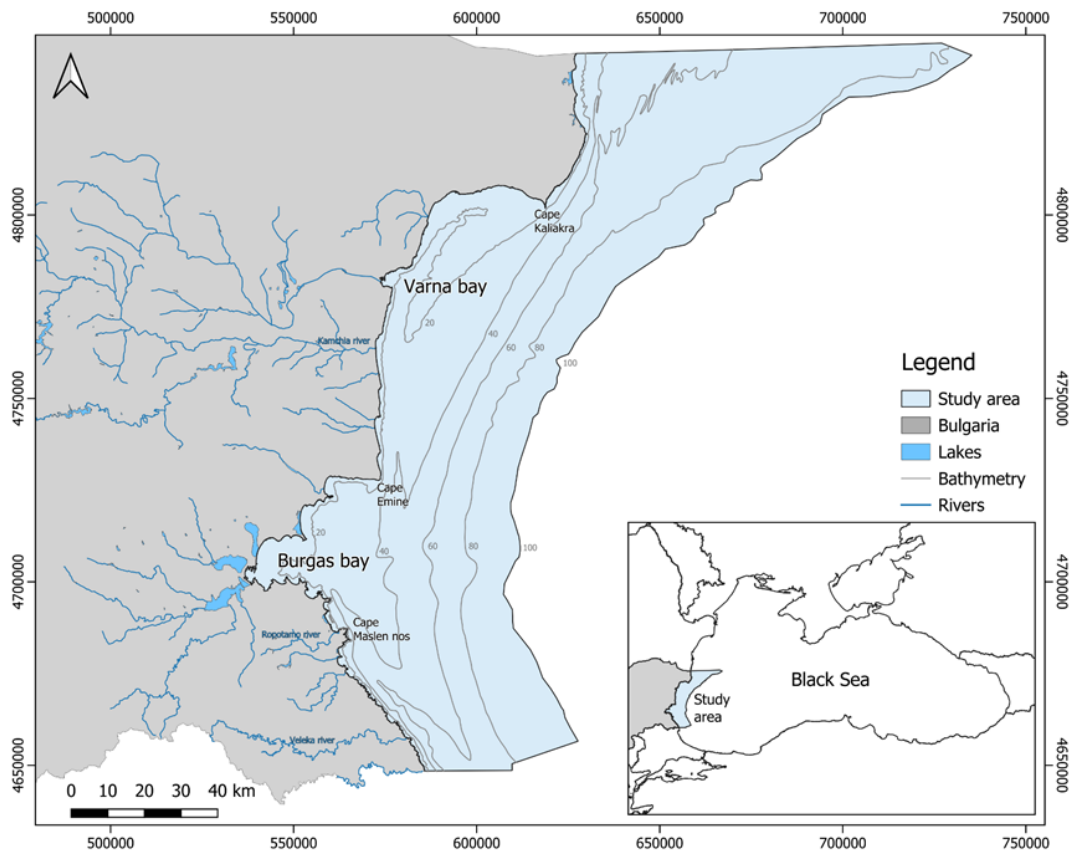 500000 550000 600000 650000 700000 750000
4800000
4750000
4700000
4650000
4800000
4750000
4700000
4650000
Cape
Kaliakra
Varna bay
20
40
60
80
100
Kamchia river
Cape
Emine
20
40
60
80
100
Burgas bay
Cape
Maslen nos
Ropotamo river
Veleka river
0 10 20 30 40 km
Legend
Study area
Bulgaria
Lakes
Bathymetry
Rivers
Black Sea
Study
area
500000 550000 600000 650000 700000 750000